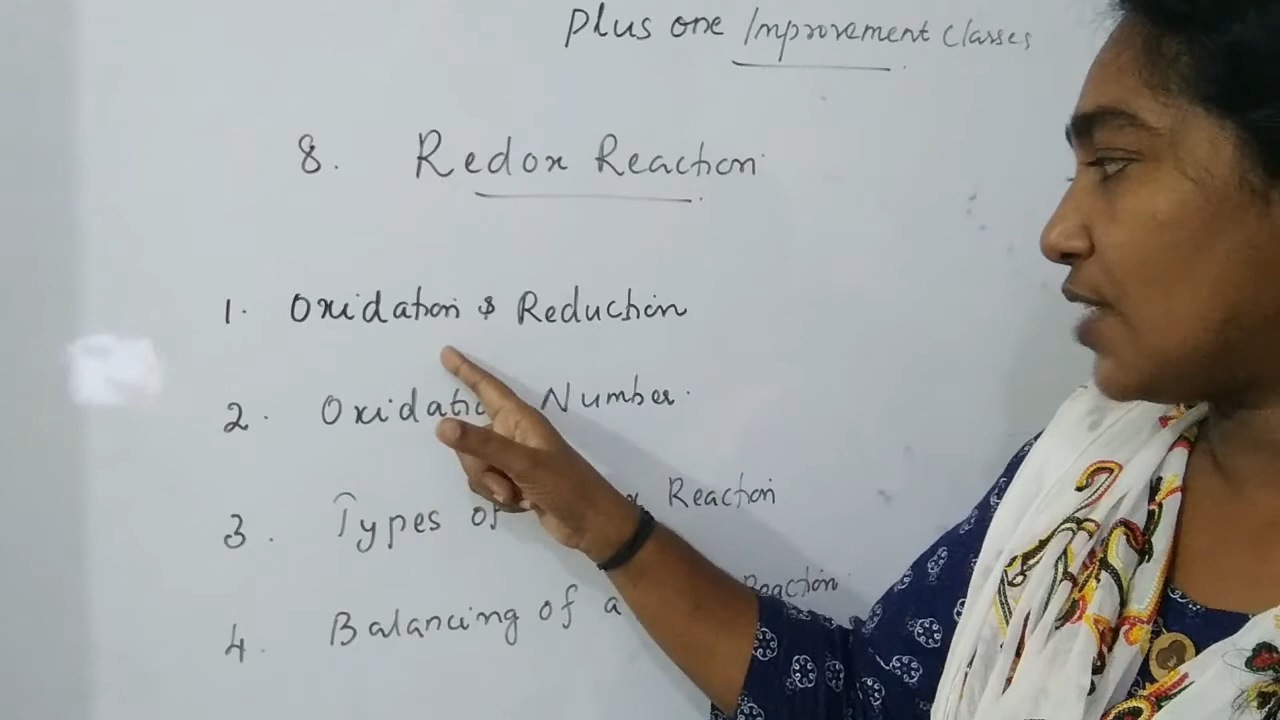 Plus one Improvement Classes
8. Redox Reaction
1. Oxidation & Reduction
2. Oxidation Number.
3. Types of Reaction
4. Balancing of a Reaction